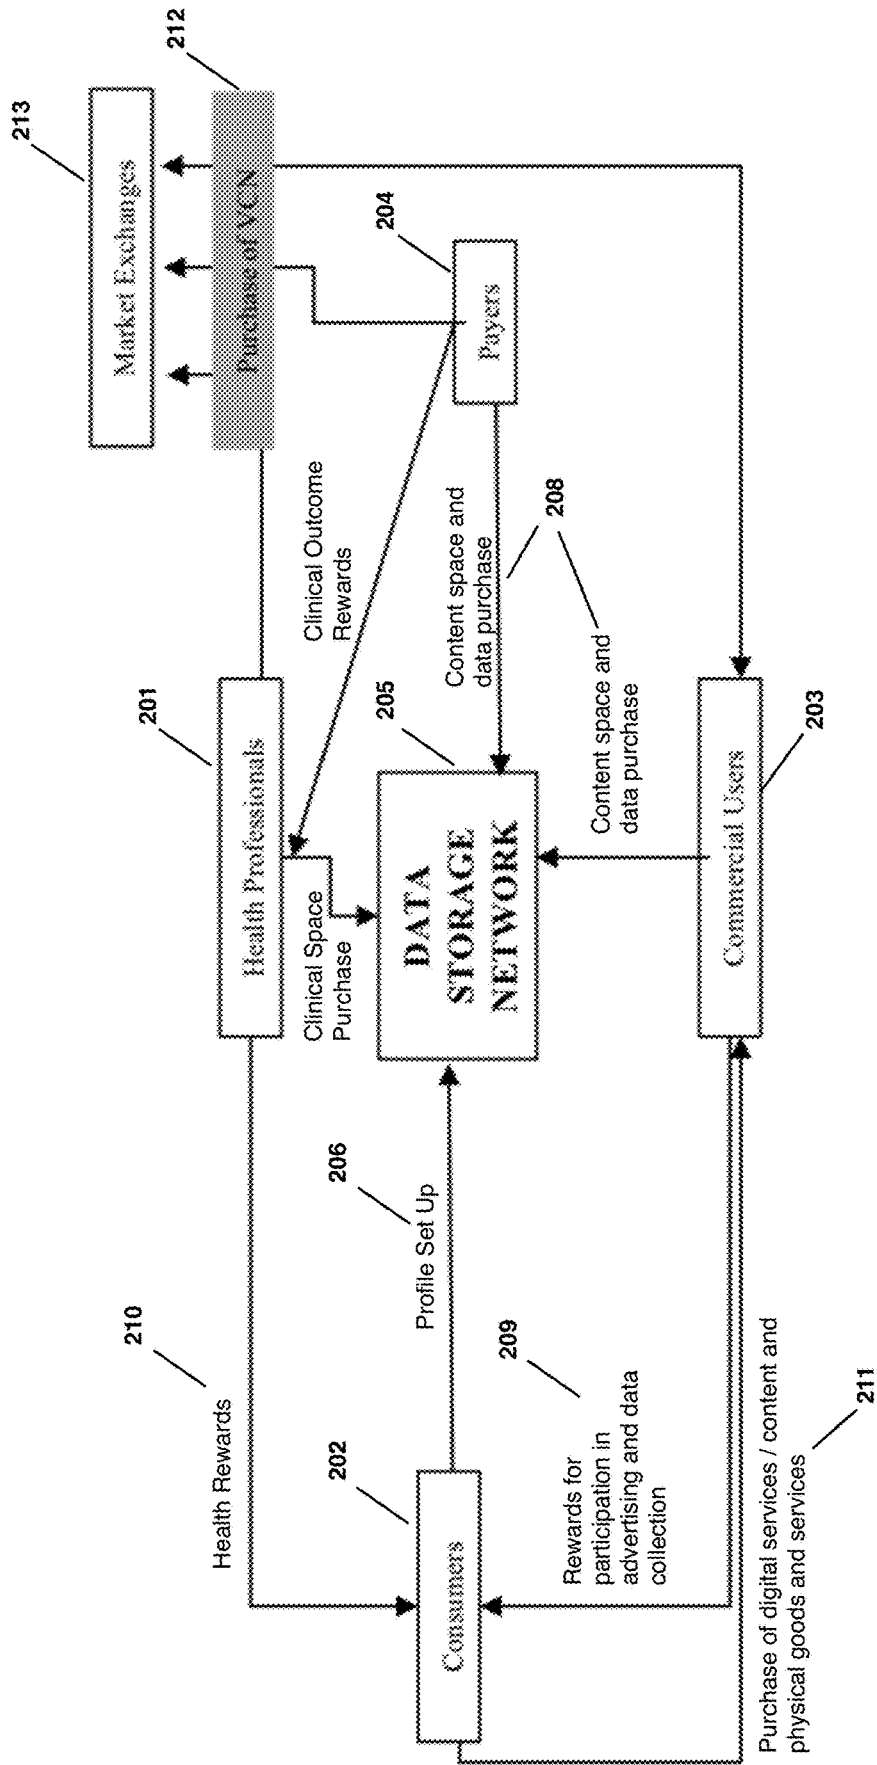 212
213
Market Exchanges
Purchase of VCN
204
Payers
Clinical Outcome
Rewards
Content space and
data purchase
208
201
Health Professionals
205
Content space and
data purchase
203
Commercial Users
DATA
STORAGE
NETWORK
Clinical Space
Purchase
206
Profile Set Up
210
Health Rewards
202
Consumers
209
Rewards for
participation in
advertising and data
collection
Purchase of digital services / content and
physical goods and services
211